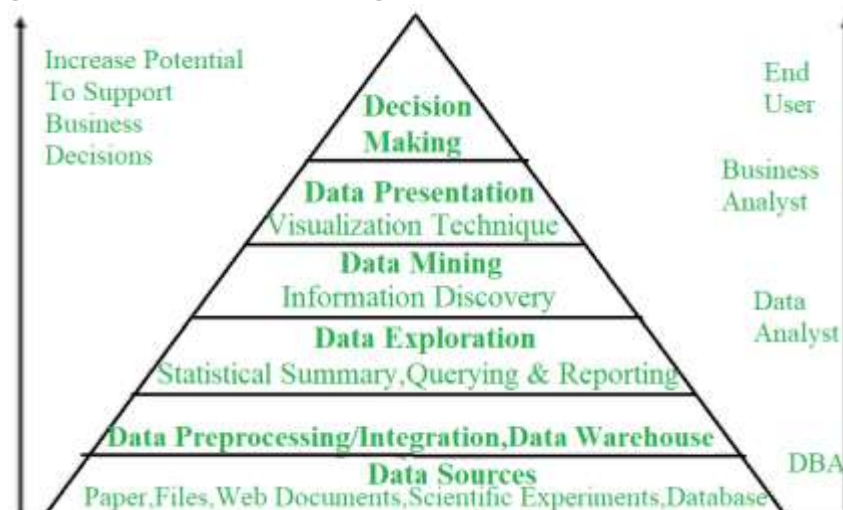 Increase Potential
To Support
Business
Decisions
End
User
Decision
Making
Business
Analyst
Data Presentation
Visualization Technique
Data Mining
Information Discovery
Data
Analyst
Data Exploration
Statistical Summary,Querying & Reporting
Data Preprocessing/Integration,Data Warehouse
DBA
Data Sources
Paper,Files,Web Documents,Scientific Experiments,Database